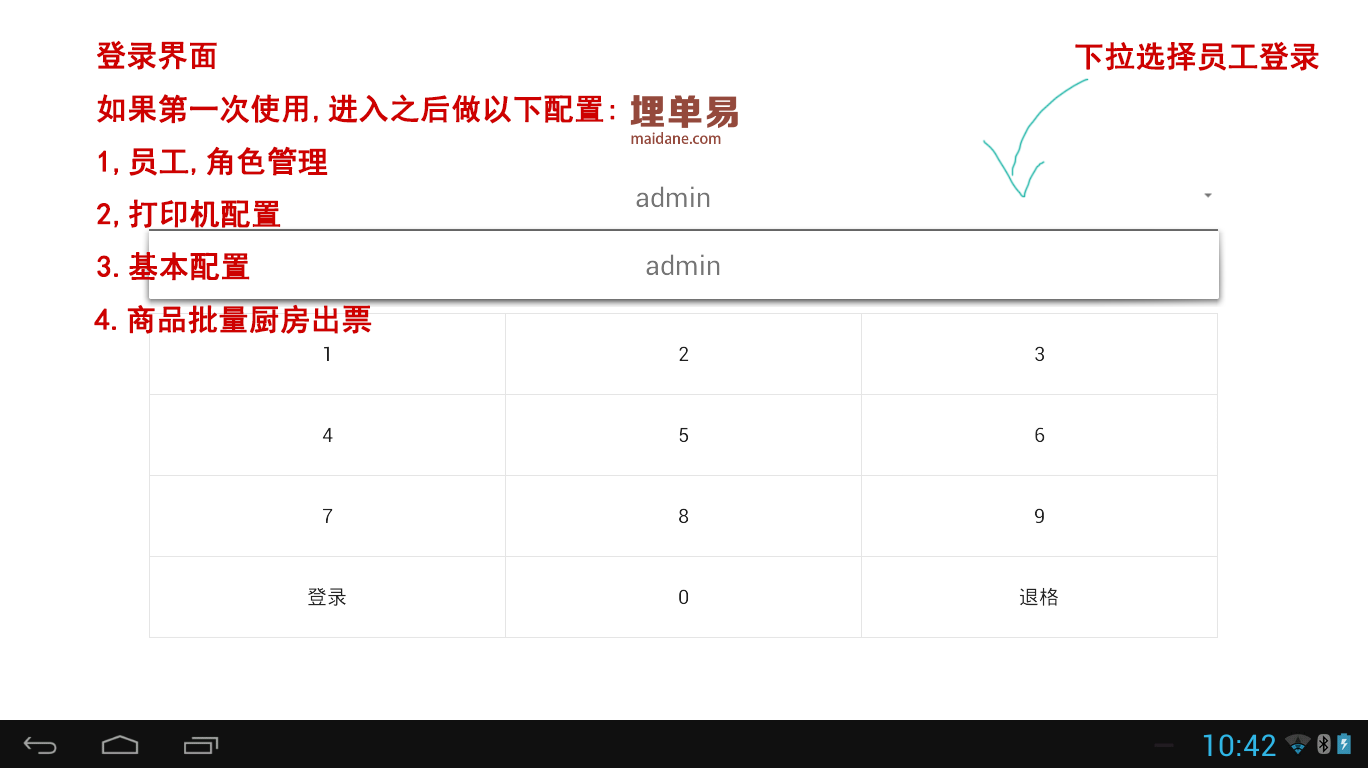 登录界面
下拉选择员工登录
如果第一次使用,进入之后做以下配置:
埋单易
maidane.com
1,员工,角色管理
admin
2,打印机配置
3.基本配置
admin
4.商品批量厨房出票
1 2 3
4 5 6
7 8 9
登录 0 退格
10:42